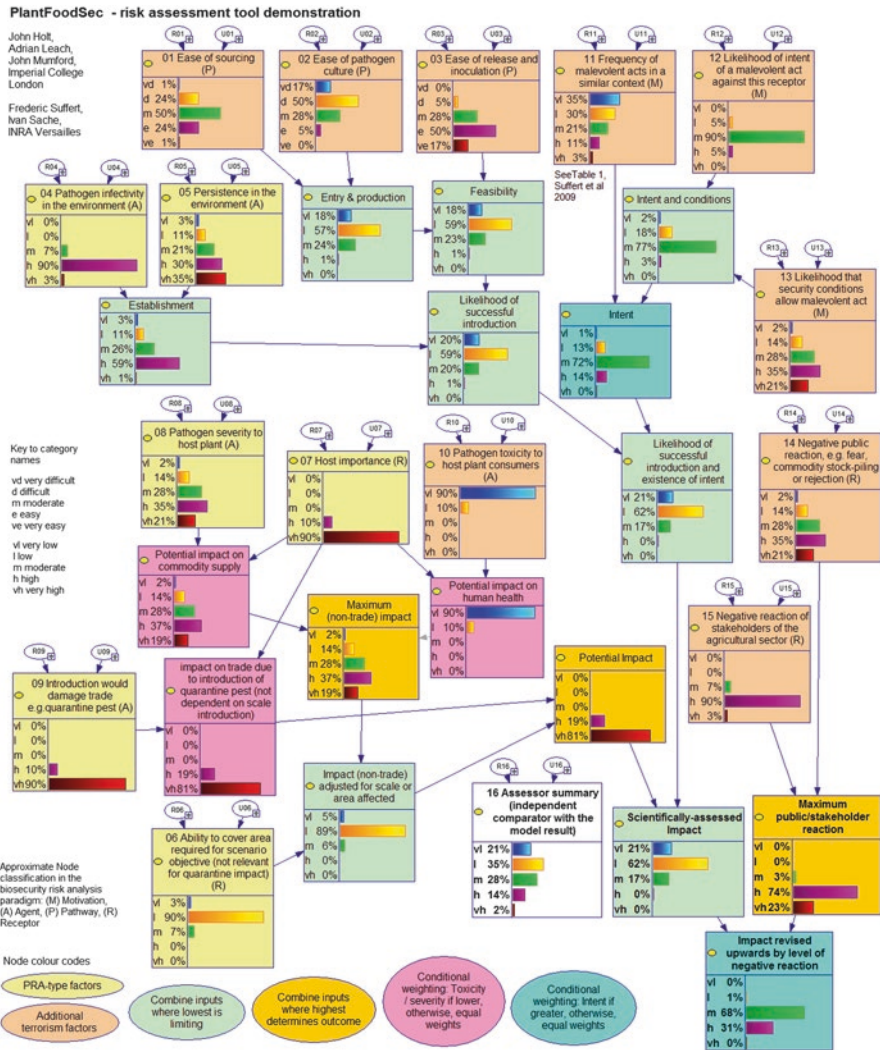 PlantFoodSec - risk assessment tool demonstration
John Holt,
Adrian Leach,
John Mumford,
Imperial College
London
Frederic Suffert,
Ivan Sache,
INRA Versailles
R01
U01
01 Ease of sourcing
(P)
vd 1%
d 24%
m 50%
e 24%
ve 1%
R02
U02
02 Ease of pathogen
culture (P)
vd 17%
d 50%
m 28%
e 5%
ve 0%
R03
U03
03 Ease of release and
inoculation (P)
vd 0%
d 5%
m 28%
e 50%
ve 17%
R11
U11
11 Frequency of
malevolent acts in a
similar context (M)
vl 35%
l 30%
m 21%
h 11%
vh 3%
SeeTable 1,
Suffert et al
2009
R12
U12
12 Likelihood of intent
of a malevolent act
against this receptor
(M)
vl 0%
l 5%
m 90%
h 5%
vh 0%
R04
U04
04 Pathogen infectivity
in the environment (A)
vl 0%
l 0%
m 7%
h 90%
vh 3%
R05
U05
05 Persistence in the
environment (A)
vl 3%
l 11%
m 21%
h 30%
vh 35%
Entry & production
vl 18%
l 57%
m 24%
h 1%
vh 0%
Feasibility
vl 18%
l 59%
m 23%
h 1%
vh 0%
Intent and conditions
vl 2%
l 18%
m 77%
h 3%
vh 0%
R13
U13
13 Likelihood that
security conditions
allow malevolent act
(M)
vl 2%
l 14%
m 28%
h 35%
vh 21%
Establishment
vl 3%
l 11%
m 26%
h 59%
vh 1%
Likelihood of
successful
introduction
vl 20%
l 59%
m 20%
h 1%
vh 0%
Intent
vl 1%
l 13%
m 72%
h 14%
vh 0%
Key to category
names
vd very difficult
d difficult
m moderate
e easy
ve very easy
vl very low
l low
m moderate
h high
vh very high
R08
U08
08 Pathogen severity to
host plant (A)
vl 2%
l 14%
m 28%
h 35%
vh 21%
R07
U07
07 Host importance (R)
vl 0%
l 0%
m 0%
h 10%
vh 90%
R10
U10
10 Pathogen toxicity to
host plant consumers
(A)
vl 90%
l 10%
m 0%
h 0%
vh 0%
Likelihood of
successful
introduction and
existence of intent
vl 21%
l 62%
m 17%
h 0%
vh 0%
R14
U14
14 Negative public
reaction, e.g. fear,
commodity stock-piling
or rejection (R)
vl 2%
l 14%
m 28%
h 35%
vh 21%
Potential impact on
commodity supply
vl 2%
l 14%
m 28%
h 37%
vh 19%
Maximum
(non-trade) impact
vl 2%
l 14%
m 28%
h 37%
vh 19%
Potential impact on
human health
vl 90%
l 10%
m 0%
h 0%
vh 0%
R15
U15
15 Negative reaction of
stakeholders of the
agricultural sector (R)
vl 0%
l 0%
m 7%
h 90%
vh 3%
R09
U09
09 Introduction would
damage trade
e.g.quarantine pest (A)
vl 0%
l 0%
m 0%
h 10%
vh 90%
impact on trade due
to introduction of
quarantine pest (not
dependent on scale
introduction)
vl 0%
l 0%
m 0%
h 19%
vh 81%
Potential Impact
vl 0%
l 0%
m 0%
h 19%
vh 81%
R06
U06
06 Ability to cover area
required for scenario
objective (not relevant
for quarantine impact)
(R)
vl 3%
l 90%
m 7%
h 0%
vh 0%
Impact (non-trade)
adjusted for scale or
area affected
vl 5%
l 89%
m 6%
h 0%
vh 0%
R16
U16
16 Assessor summary
(independent
comparator with the
model result)
vl 21%
l 35%
m 28%
h 14%
vh 2%
Scientifically-assessed
Impact
vl 21%
l 62%
m 17%
h 0%
vh 0%
Maximum
public/stakeholder
reaction
vl 0%
l 0%
m 3%
h 74%
vh 23%
Impact revised
upwards by level of
negative reaction
vl 0%
l 1%
m 68%
h 31%
vh 0%
Approximate Node
classification in the
biosecurity risk analysis
paradigm: (M) Motivation,
(A) Agent, (P) Pathway, (R)
Receptor
Node colour codes
PRA-type factors
Additional
terrorism factors
Combine inputs
where lowest is
limiting
Combine inputs
where highest
determines outcome
Conditional
weighting: Toxicity
/ severity if lower,
otherwise, equal
weights
Conditional
weighting: Intent if
greater, otherwise,
equal weights